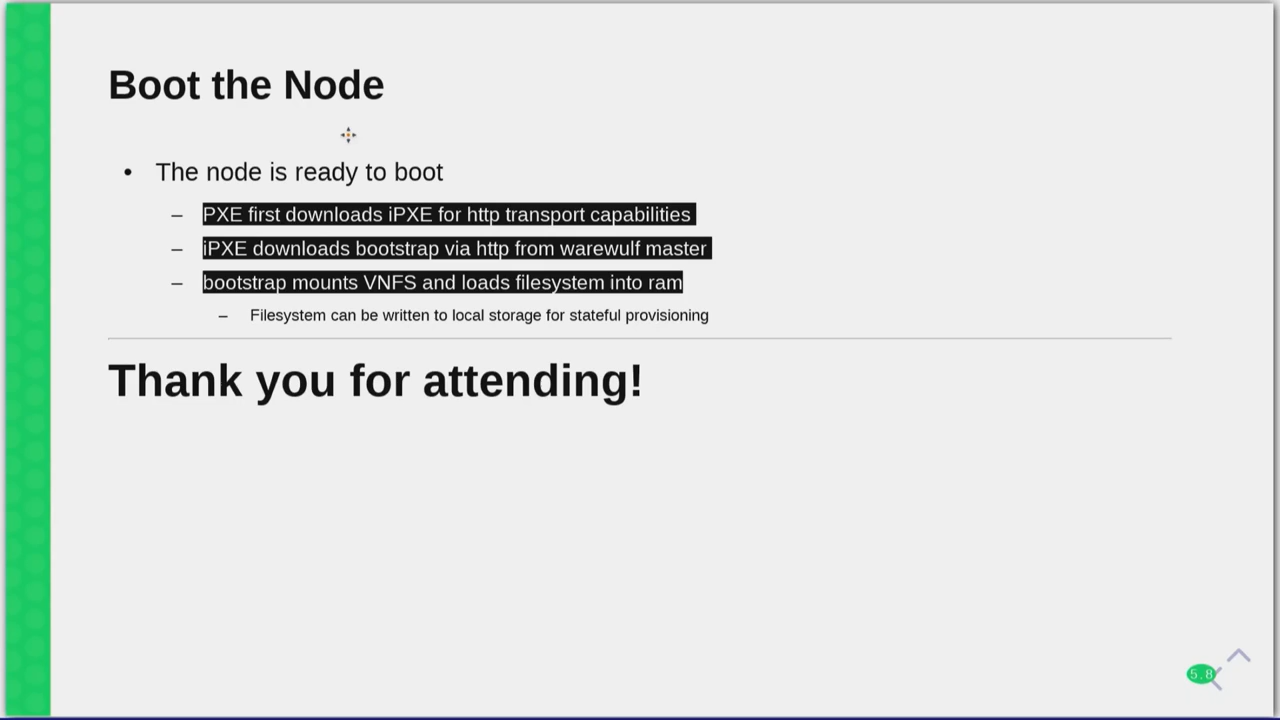 Boot the Node
• The node is ready to boot
– PXE first downloads iPXE for http transport capabilities
– iPXE downloads bootstrap via http from warewulf master
– bootstrap mounts VNFS and loads filesystem into ram
– Filesystem can be written to local storage for stateful provisioning
Thank you for attending!
5.8